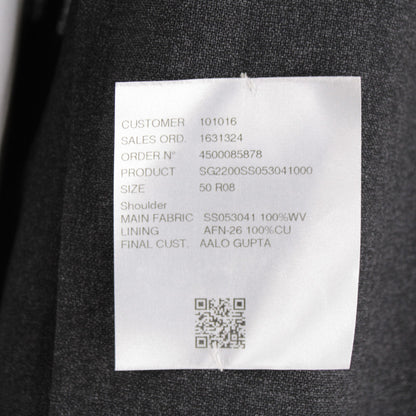 CUSTOMER 101016
SALES ORD. 1631324
ORDER N° 4500085878
PRODUCT SG2200SS053041000
SIZE 50 R08
Shoulder
MAIN FABRIC SS053041 100%WV
LINING AFN-26 100%CU
FINAL CUST. AALO GUPTA